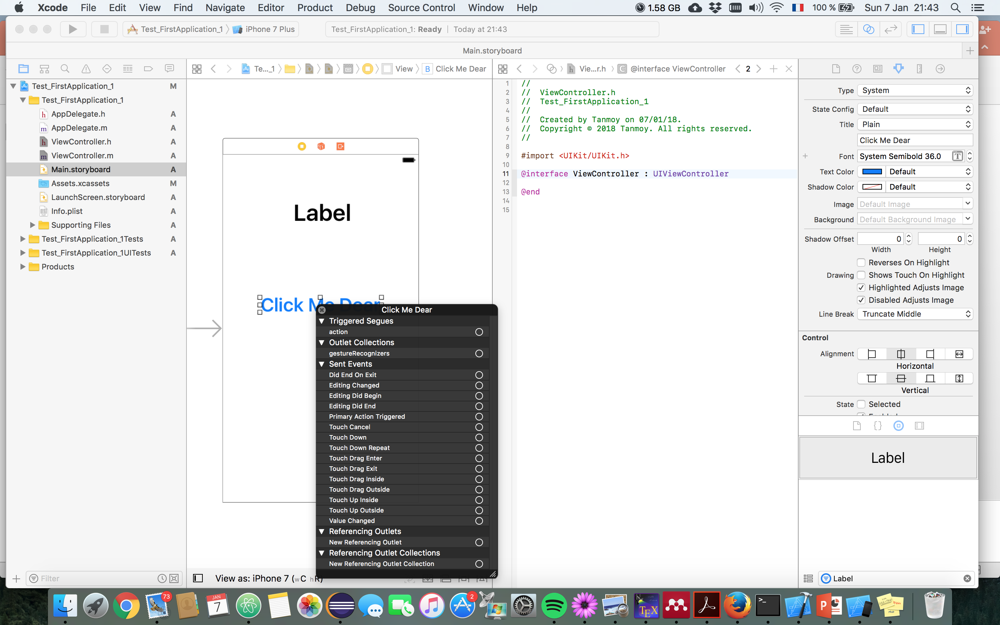 Xcode File Edit View Find Navigate Editor Product Debug Source Control Window Help 1.58 GB 100 % Sun 7 Jan 21:43
Test_FirstApplication_1 iPhone 7 Plus Test_FirstApplication_1: Ready | Today at 21:43
Main.storyboard
Te..._1 View B Click Me Dear
h Vie...r.h C @interface ViewController 2
Test_FirstApplication_1 M
Test_FirstApplication_1
h AppDelegate.h A
m AppDelegate.m A
h ViewController.h A
m ViewController.m A
Main.storyboard A
Assets.xcassets M
LaunchScreen.storyboard A
Info.plist A
Supporting Files A
Test_FirstApplication_1Tests A
Test_FirstApplication_1UITests A
Products
Filter
Label
Click Me Dear
Click Me Dear
Triggered Segues
action
Outlet Collections
gestureRecognizers
Sent Events
Did End On Exit
Editing Changed
Editing Did Begin
Editing Did End
Primary Action Triggered
Touch Cancel
Touch Down
Touch Down Repeat
Touch Drag Enter
Touch Drag Exit
Touch Drag Inside
Touch Drag Outside
Touch Up Inside
Touch Up Outside
Value Changed
Referencing Outlets
New Referencing Outlet
Referencing Outlet Collections
New Referencing Outlet Collection
View as: iPhone 7 (wC hR)
1 //
2 // ViewController.h
3 // Test_FirstApplication_1
4 //
5 // Created by Tanmoy on 07/01/18.
6 // Copyright © 2018 Tanmoy. All rights reserved.
7 //
8
9 #import <UIKit/UIKit.h>
10
11 @interface ViewController : UIViewController
12
13 @end
14
15
Type System
State Config Default
Title Plain
Click Me Dear
Font System Semibold 36.0
Text Color Default
Shadow Color Default
Image Default Image
Background Default Background Image
Shadow Offset 0 0
Width Height
Reverses On Highlight
Drawing Shows Touch On Highlight
Highlighted Adjusts Image
Disabled Adjusts Image
Line Break Truncate Middle
Control
Alignment
Horizontal
Vertical
State Selected
Label
Label
73 JAN 7 2 TEX P